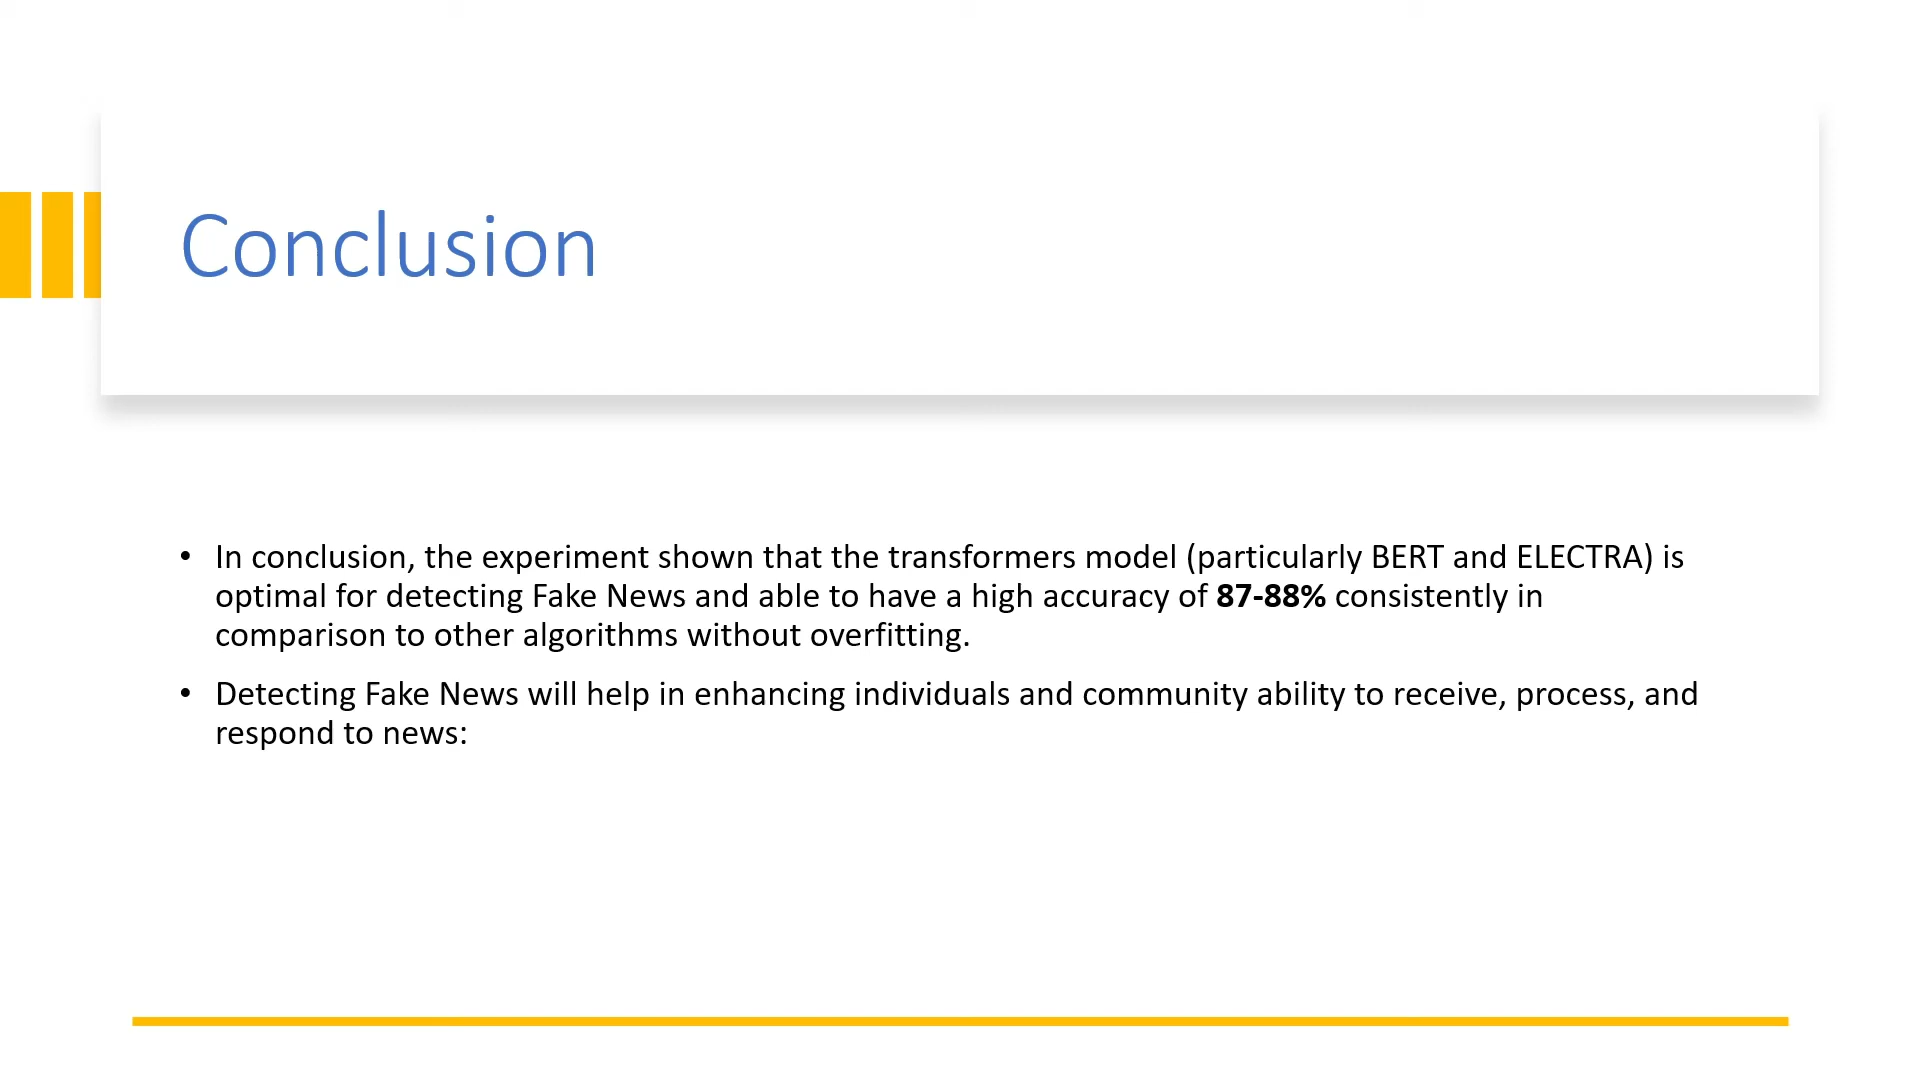 Conclusion
• In conclusion, the experiment shown that the transformers model (particularly BERT and ELECTRA) is
optimal for detecting Fake News and able to have a high accuracy of 87-88% consistently in
comparison to other algorithms without overfitting.
• Detecting Fake News will help in enhancing individuals and community ability to receive, process, and
respond to news: